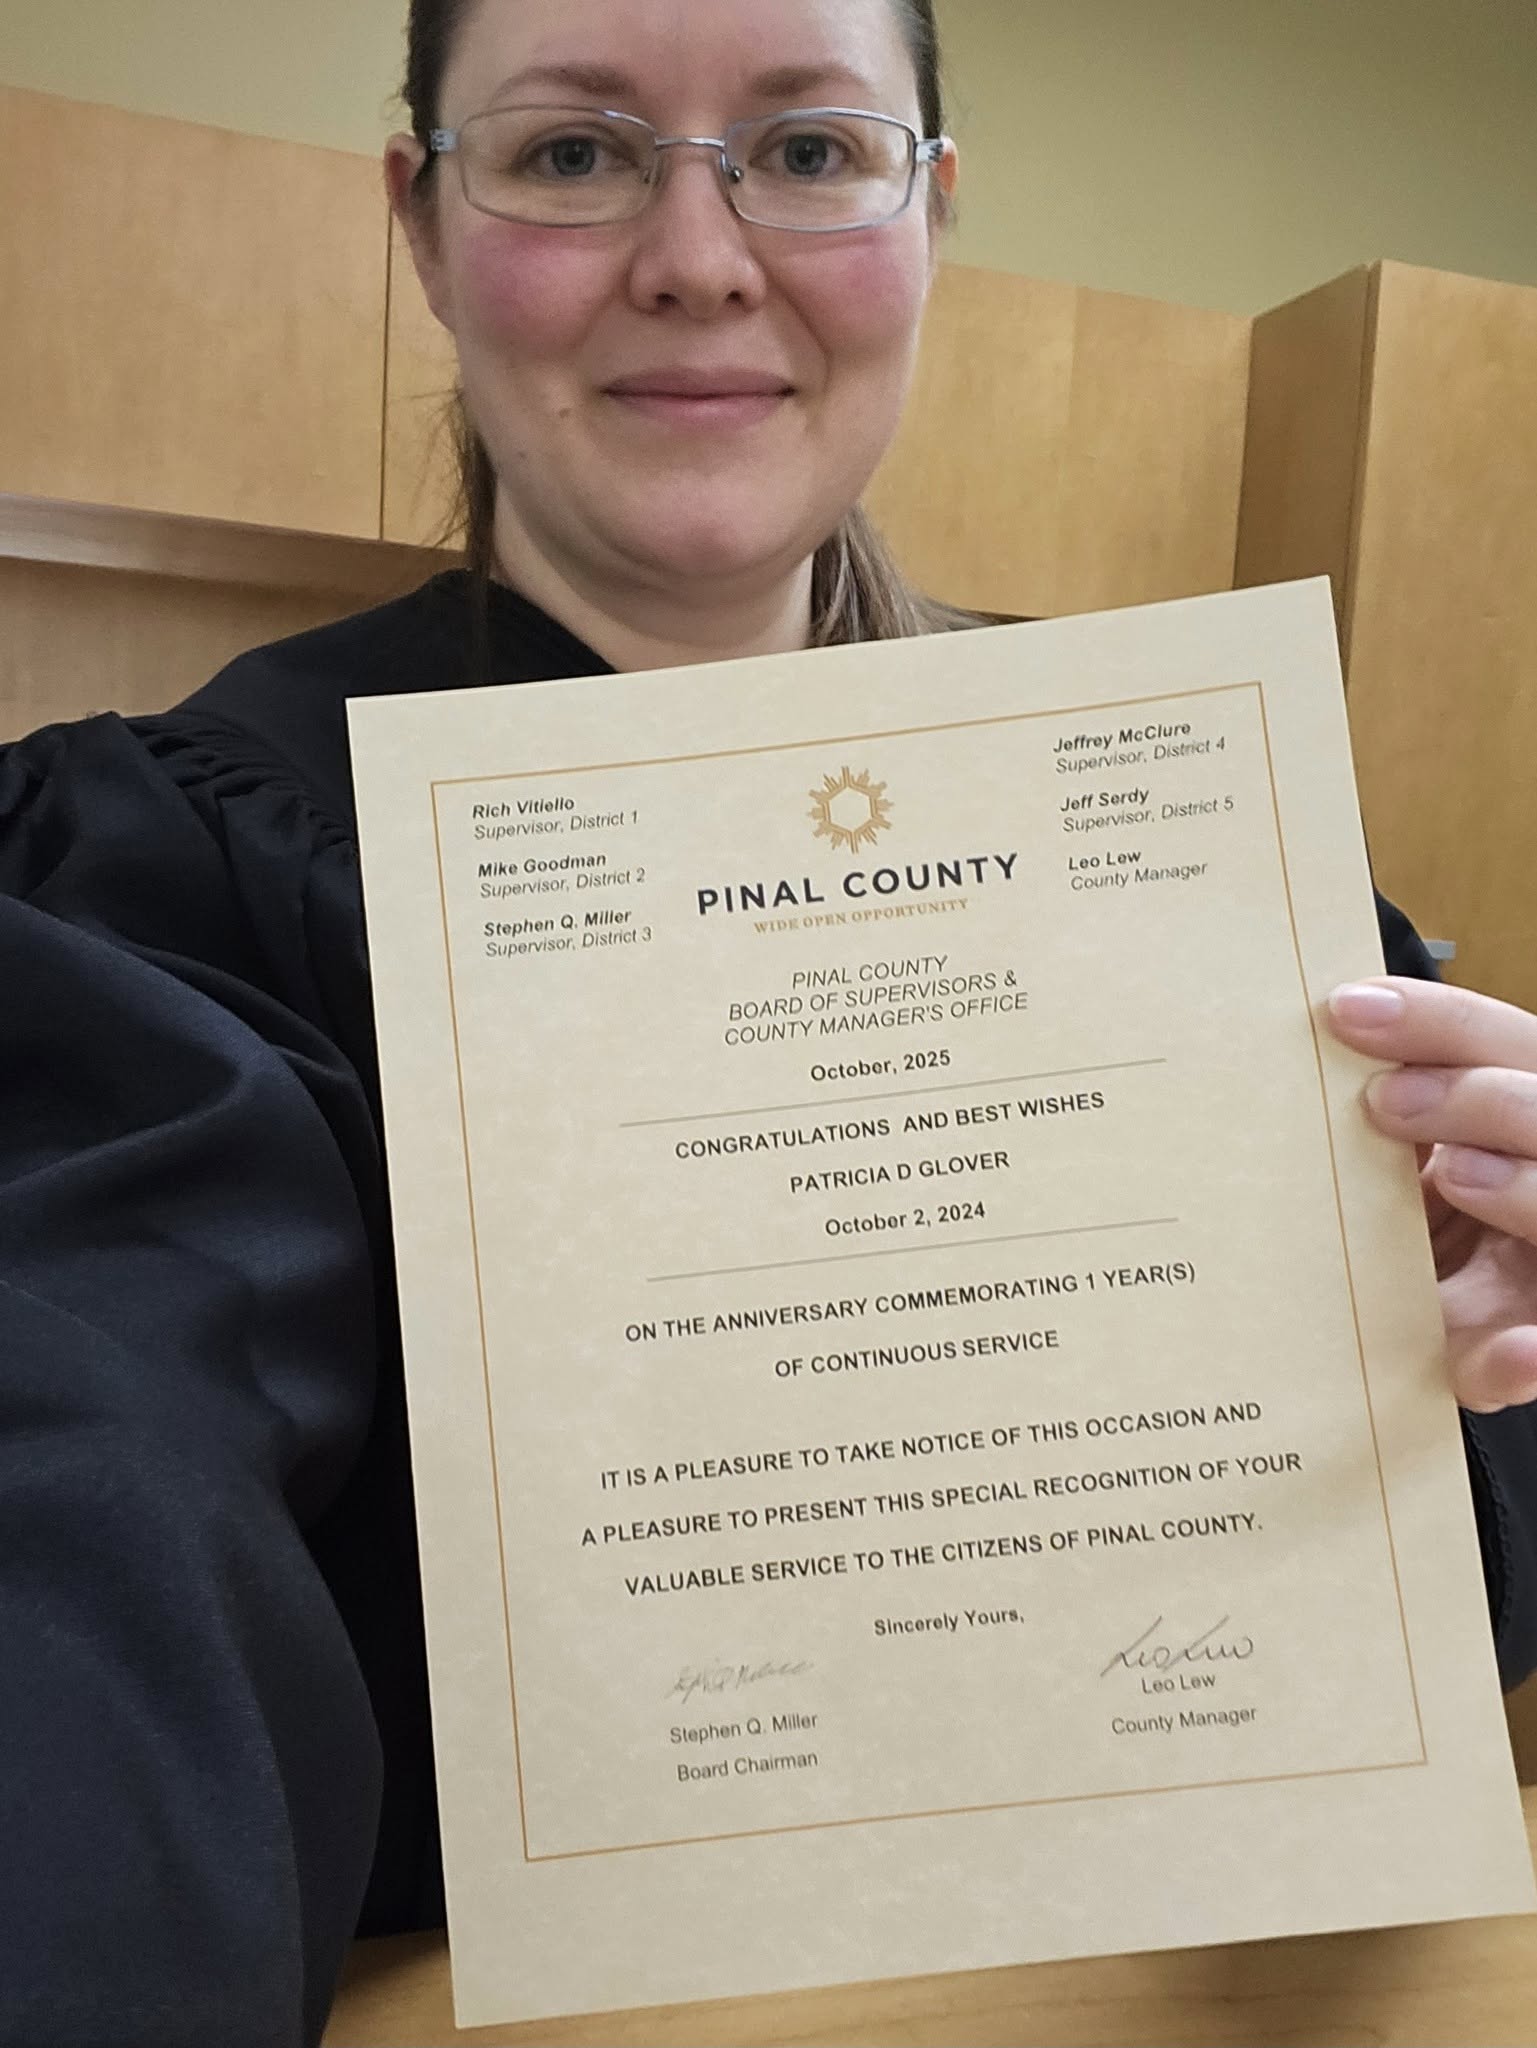 Rich Vitiello
Supervisor, District 1
Mike Goodman
Supervisor, District 2
Stephen Q. Miller
Supervisor, District 3
PINAL COUNTY
WIDE OPEN OPPORTUNITY
Jeffrey McClure
Supervisor, District 4
Jeff Serdy
Supervisor, District 5
Leo Lew
County Manager
PINAL COUNTY
BOARD OF SUPERVISORS &
COUNTY MANAGER'S OFFICE
October, 2025
CONGRATULATIONS AND BEST WISHES
PATRICIA D GLOVER
October 2, 2024
ON THE ANNIVERSARY COMMEMORATING 1 YEAR(S)
OF CONTINUOUS SERVICE
IT IS A PLEASURE TO TAKE NOTICE OF THIS OCCASION AND
A PLEASURE TO PRESENT THIS SPECIAL RECOGNITION OF YOUR
VALUABLE SERVICE TO THE CITIZENS OF PINAL COUNTY.
Sincerely Yours,
Leo Lew
Stephen Q. Miller
Board Chairman
Leo Lew
County Manager